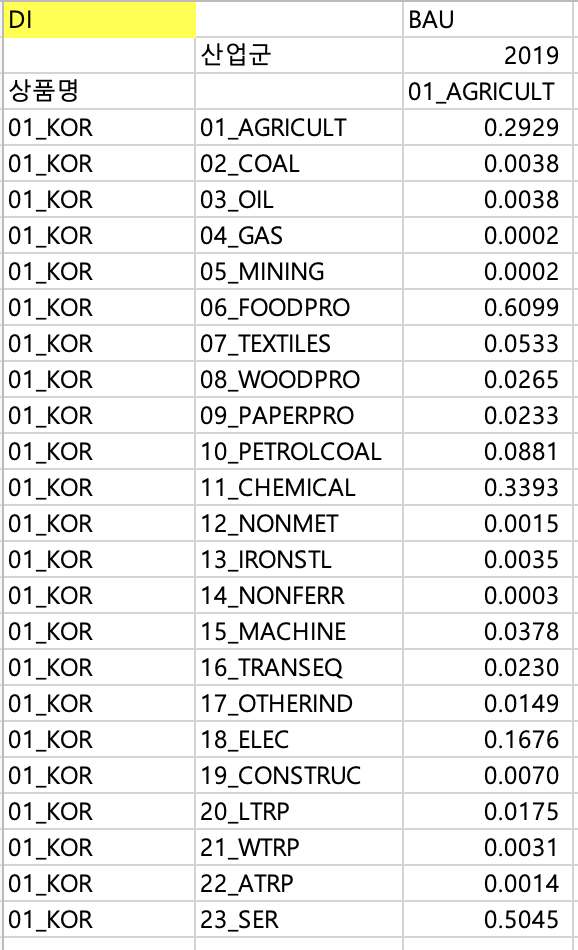 DI BAU
산업군 2019
상품명 01_AGRICULT
01_KOR 01_AGRICULT 0.2929
01_KOR 02_COAL 0.0038
01_KOR 03_OIL 0.0038
01_KOR 04_GAS 0.0002
01_KOR 05_MINING 0.0002
01_KOR 06_FOODPRO 0.6099
01_KOR 07_TEXTILES 0.0533
01_KOR 08_WOODPRO 0.0265
01_KOR 09_PAPERPRO 0.0233
01_KOR 10_PETROLCOAL 0.0881
01_KOR 11_CHEMICAL 0.3393
01_KOR 12_NONMET 0.0015
01_KOR 13_IRONSTL 0.0035
01_KOR 14_NONFERR 0.0003
01_KOR 15_MACHINE 0.0378
01_KOR 16_TRANSEQ 0.0230
01_KOR 17_OTHERIND 0.0149
01_KOR 18_ELEC 0.1676
01_KOR 19_CONSTRUC 0.0070
01_KOR 20_LTRP 0.0175
01_KOR 21_WTRP 0.0031
01_KOR 22_ATRP 0.0014
01_KOR 23_SER 0.5045